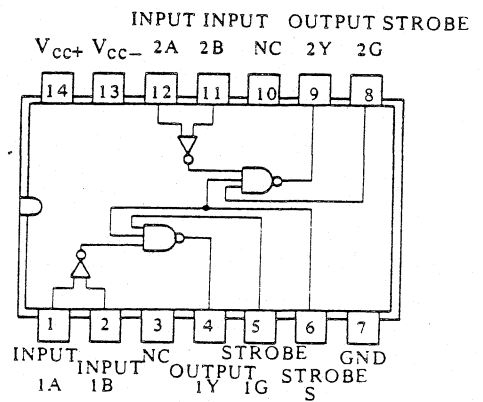 INPUT INPUT OUTPUT STROBE
VCC+ VCC− 2A 2B NC 2Y 2G
14 13 12 11 10 9 8
1 2 3 4 5 6 7
INPUT 1A
INPUT 1B
NC
OUTPUT 1Y
STROBE 1G
STROBE S
GND